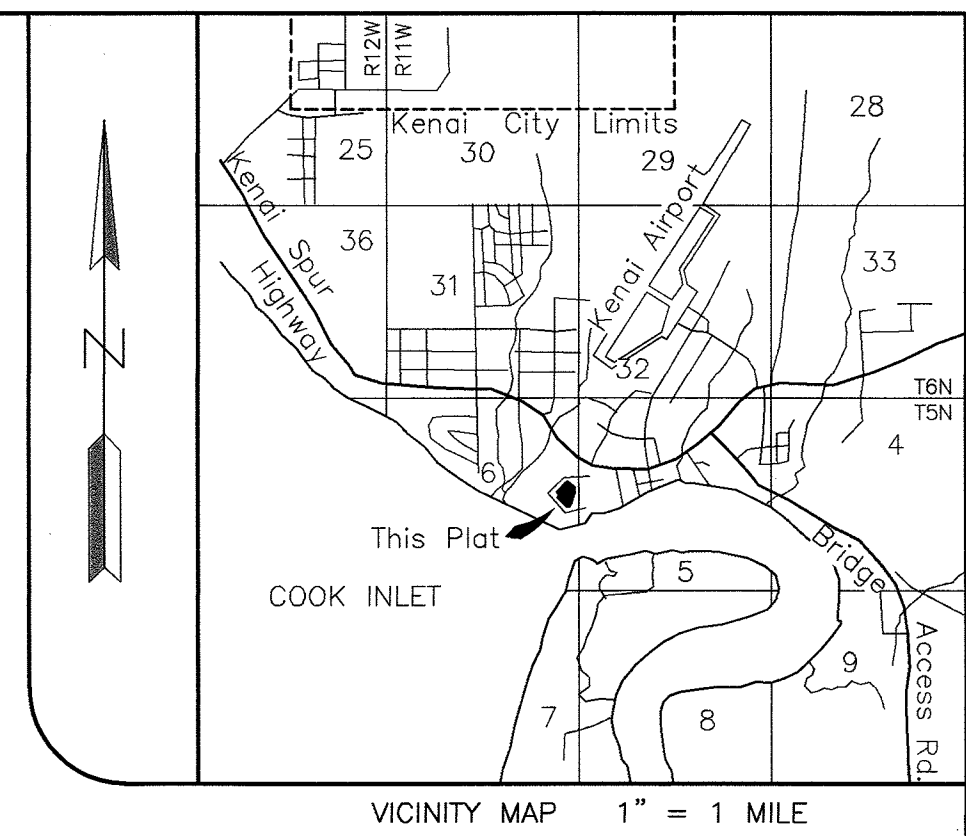 R12W
R11W
28
Kenai City Limits
25
30
29
Kenai Spur Highway
Kenai Airport
36
33
31
32
N
T6N
T5N
4
6
This Plat
Bridge Access Rd.
5
COOK INLET
9
7
8
VICINITY MAP 1" = 1 MILE